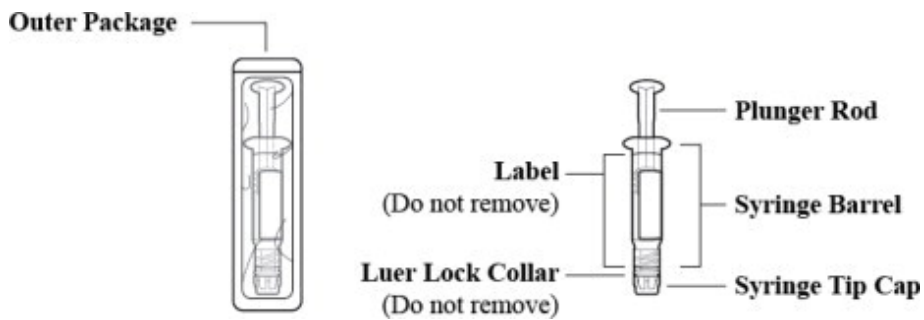 Outer Package
Plunger Rod
Label
(Do not remove)
Syringe Barrel
Luer Lock Collar
(Do not remove)
Syringe Tip Cap